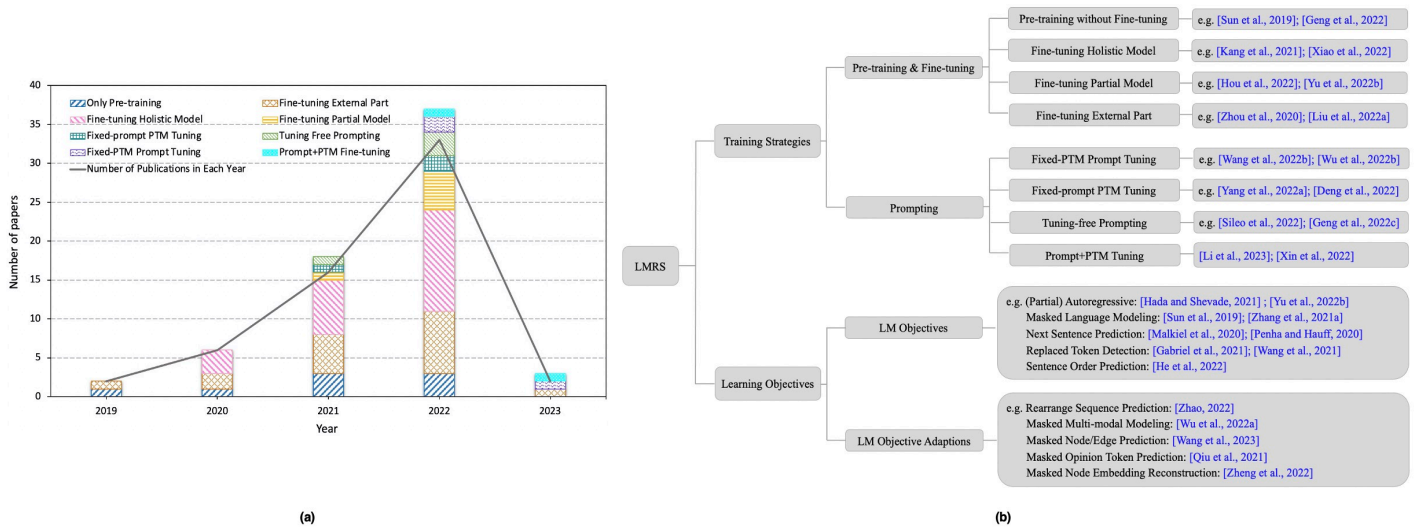 40
35
30
25
20
15
10
5
0
Number of papers
Only Pre-training
Fine-tuning External Part
Fine-tuning Holistic Model
Fine-tuning Partial Model
Fixed-prompt PTM Tuning
Tuning Free Prompting
Fixed-PTM Prompt Tuning
Prompt+PTM Fine-tuning
Number of Publications in Each Year
2019 2020 2021 2022 2023
Year
(a)
LMRS
Training Strategies
Pre-training & Fine-tuning
Pre-training without Fine-tuning
e.g. [Sun et al., 2019]; [Geng et al., 2022]
Fine-tuning Holistic Model
e.g. [Kang et al., 2021]; [Xiao et al., 2022]
Fine-tuning Partial Model
e.g. [Hou et al., 2022]; [Yu et al., 2022b]
Fine-tuning External Part
e.g. [Zhou et al., 2020]; [Liu et al., 2022a]
Prompting
Fixed-PTM Prompt Tuning
e.g. [Wang et al., 2022b]; [Wu et al., 2022b]
Fixed-prompt PTM Tuning
e.g. [Yang et al., 2022a]; [Deng et al., 2022]
Tuning-free Prompting
e.g. [Sileo et al., 2022]; [Geng et al., 2022c]
Prompt+PTM Tuning
[Li et al., 2023]; [Xin et al., 2022]
Learning Objectives
LM Objectives
e.g. (Partial) Autoregressive: [Hada and Shevade, 2021] ; [Yu et al., 2022b]
Masked Language Modeling: [Sun et al., 2019]; [Zhang et al., 2021a]
Next Sentence Prediction: [Malkiel et al., 2020]; [Penha and Hauff, 2020]
Replaced Token Detection: [Gabriel et al., 2021]; [Wang et al., 2021]
Sentence Order Prediction: [He et al., 2022]
LM Objective Adaptions
e.g. Rearrange Sequence Prediction: [Zhao, 2022]
Masked Multi-modal Modeling: [Wu et al., 2022a]
Masked Node/Edge Prediction: [Wang et al., 2023]
Masked Opinion Token Prediction: [Qiu et al., 2021]
Masked Node Embedding Reconstruction: [Zheng et al., 2022]
(b)